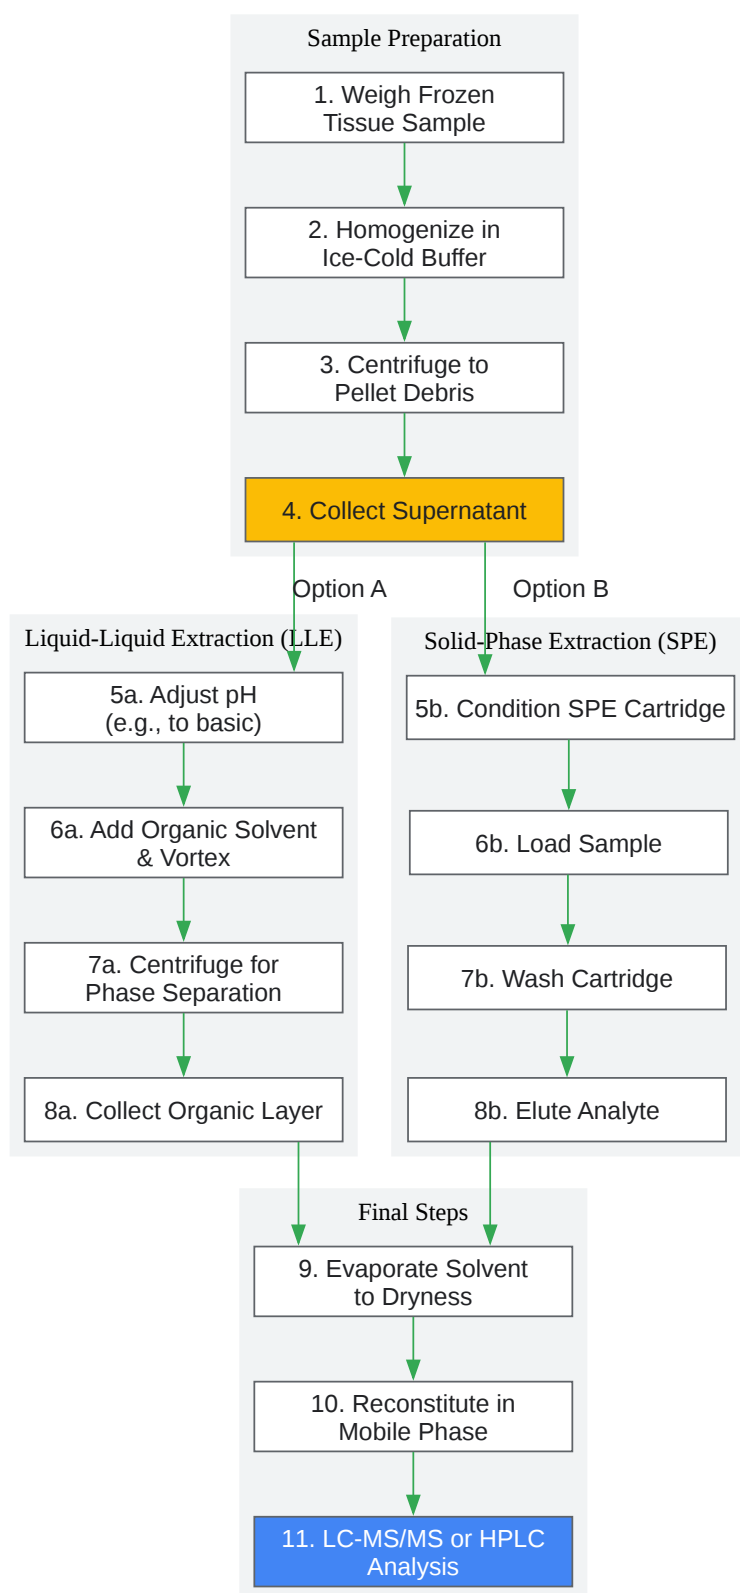 Sample Preparation
1. Weigh Frozen
Tissue Sample
2. Homogenize in
Ice-Cold Buffer
3. Centrifuge to
Pellet Debris
4. Collect Supernatant
Option A
Option B
Liquid-Liquid Extraction (LLE)
5a. Adjust pH
(e.g., to basic)
6a. Add Organic Solvent
& Vortex
7a. Centrifuge for
Phase Separation
8a. Collect Organic Layer
Solid-Phase Extraction (SPE)
5b. Condition SPE Cartridge
6b. Load Sample
7b. Wash Cartridge
8b. Elute Analyte
Final Steps
9. Evaporate Solvent
to Dryness
10. Reconstitute in
Mobile Phase
11. LC-MS/MS or HPLC
Analysis